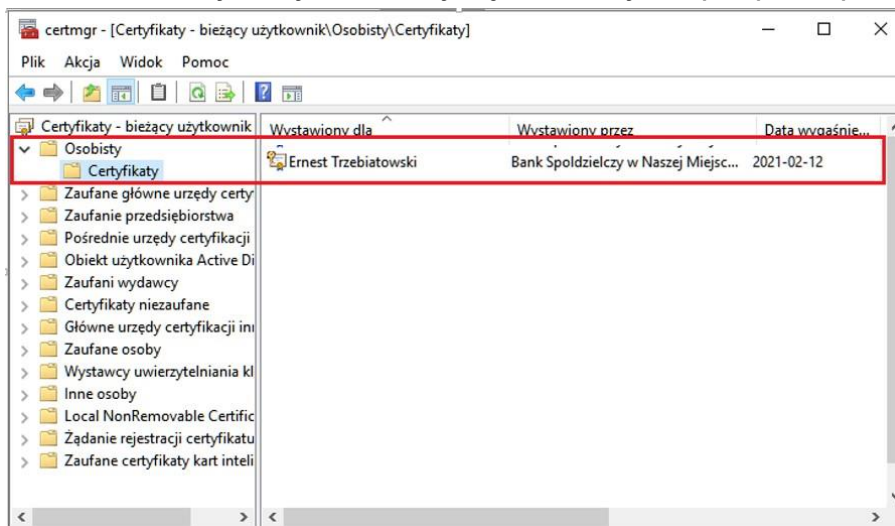 certmgr - [Certyfikaty - bieżący użytkownik\Osobisty\Certyfikaty]
Plik Akcja Widok Pomoc
Certyfikaty - bieżący użytkownik
Osobisty
Certyfikaty
Zaufane główne urzędy certy
Zaufanie przedsiębiorstwa
Pośrednie urzędy certyfikacji
Obiekt użytkownika Active Di
Zaufani wydawcy
Certyfikaty niezaufane
Główne urzędy certyfikacji inn
Zaufane osoby
Wystawcy uwierzytelniania kl
Inne osoby
Local NonRemovable Certific
Żądanie rejestracji certyfikatu
Zaufane certyfikaty kart inteli
Wystawiony dla Wystawiony przez Data wygaśnie...
Ernest Trzebiatowski Bank Spoldzielczy w Naszej Miejsc... 2021-02-12